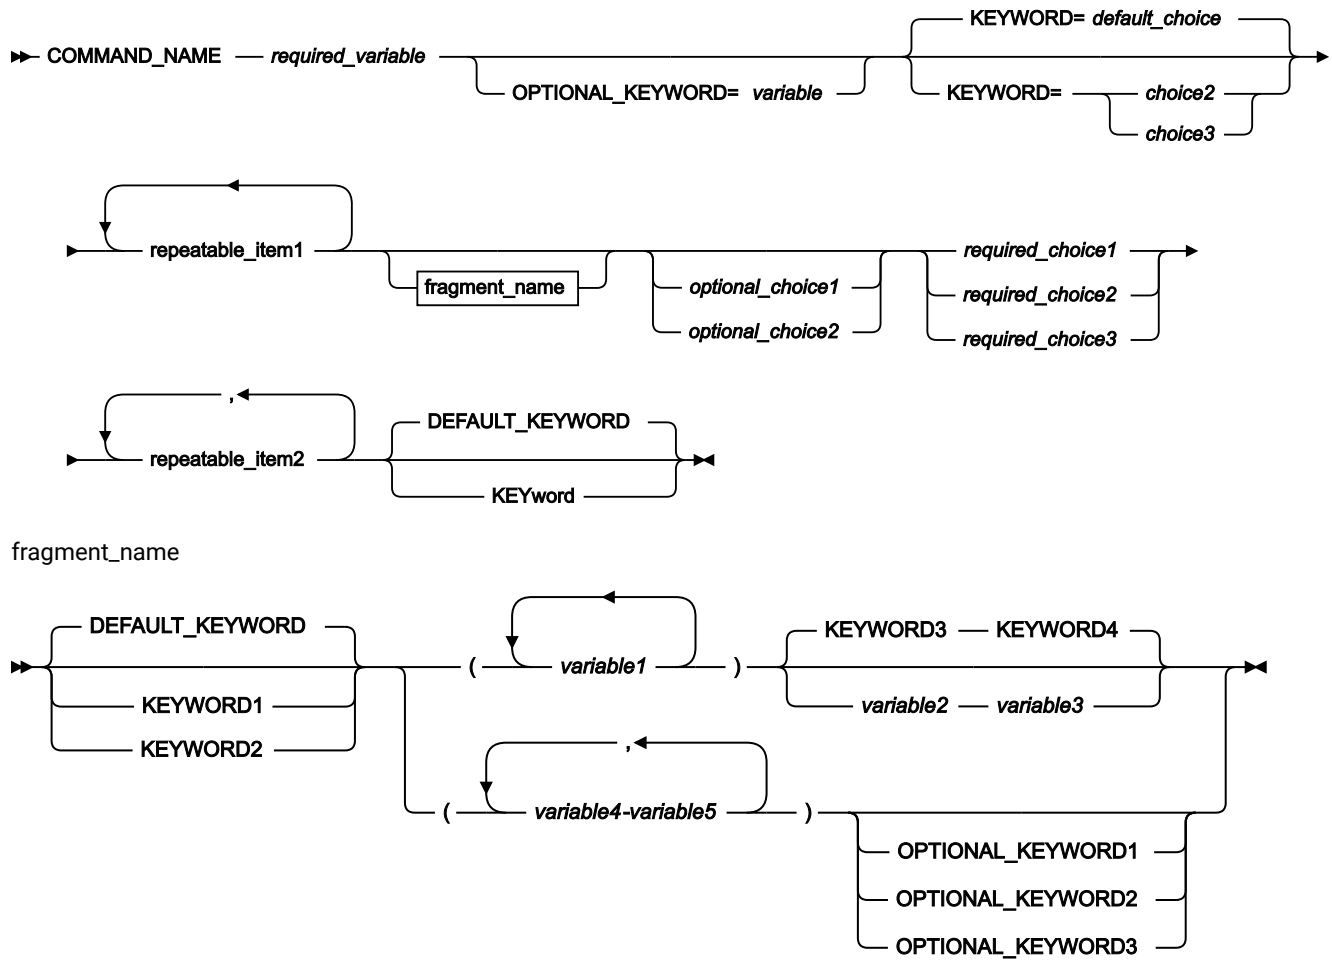 KEYWORD= default_choice
COMMAND_NAME required_variable
OPTIONAL_KEYWORD= variable KEYWORD= choice2
choice3
repeatable_item1 required_choice1
fragment_name optional_choice1 required_choice2
optional_choice2 required_choice3
,
DEFAULT_KEYWORD
repeatable_item2
KEYword
fragment_name
DEFAULT_KEYWORD KEYWORD3 KEYWORD4
( variable1 )
KEYWORD1 variable2 variable3
KEYWORD2
,
( variable4-variable5 )
OPTIONAL_KEYWORD1
OPTIONAL_KEYWORD2
OPTIONAL_KEYWORD3